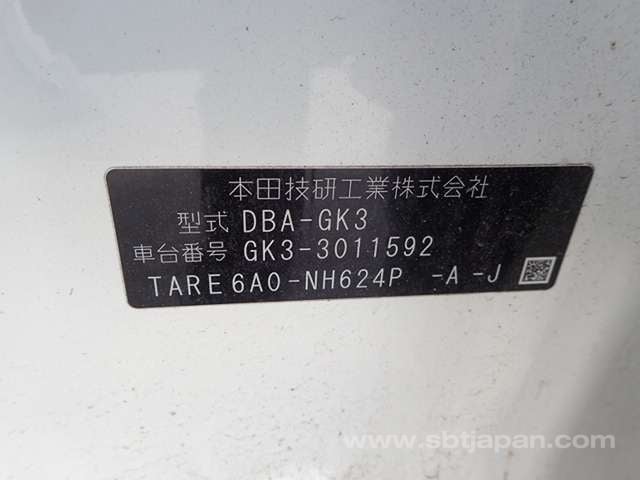 本田技研工業株式会社
型式 DBA-GK3
車台番号 GK3-3011592
TARE6A0-NH624P -A-J
www.sbtjapan.com